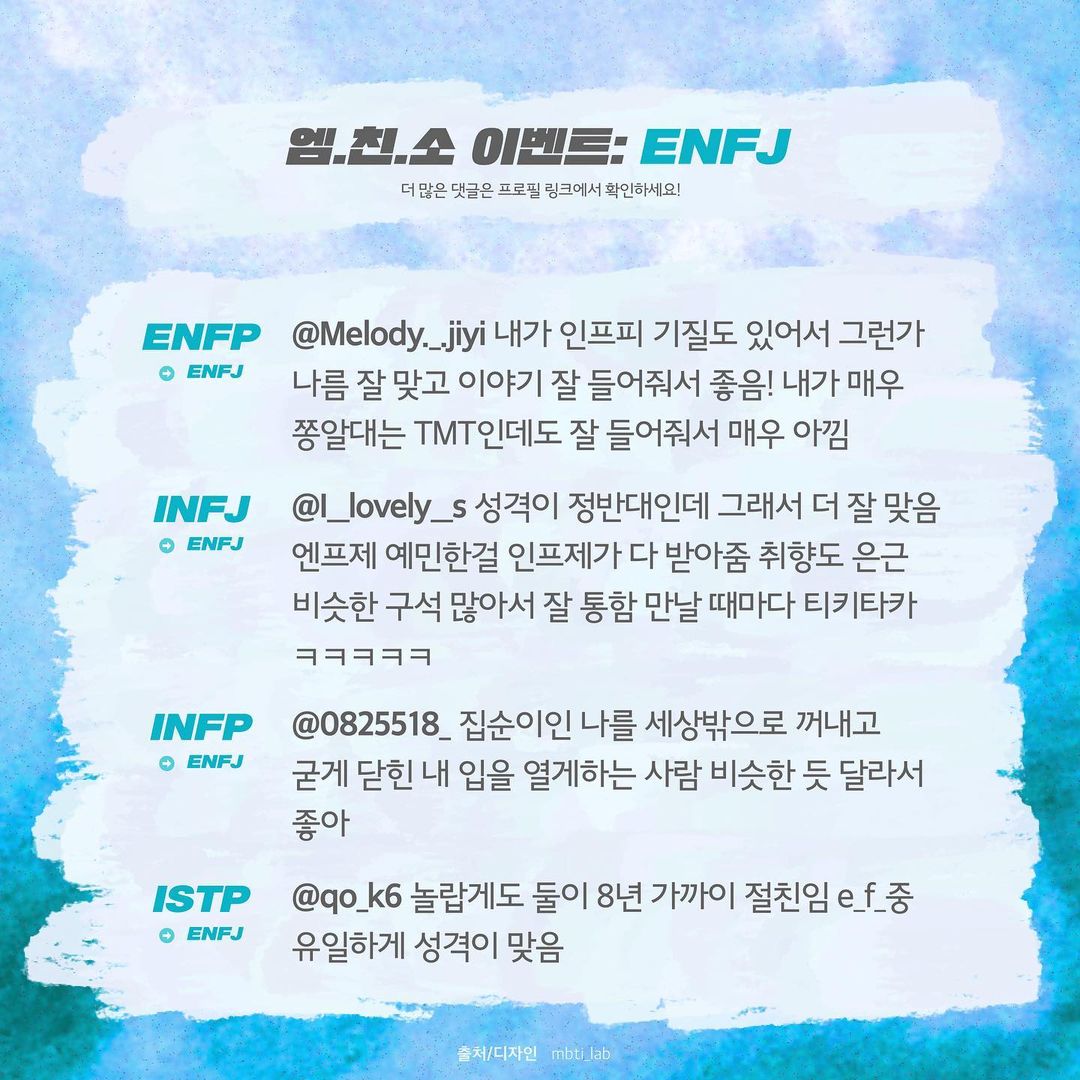 엠.친.소 이벤트: ENFJ
더 많은 댓글은 프로필 링크에서 확인하세요!
ENFP
ENFJ
@Melody._.jiyi 내가 인프피 기질도 있어서 그런가
나름 잘 맞고 이야기 잘 들어줘서 좋음! 내가 매우
쫑알대는 TMT인데도 잘 들어줘서 매우 아낌
INFJ
ENFJ
@I__lovely__s 성격이 정반대인데 그래서 더 잘 맞음
엔프제 예민한걸 인프제가 다 받아줌 취향도 은근
비슷한 구석 많아서 잘 통함 만날 때마다 티키타카
ㅋㅋㅋㅋㅋ
INFP
ENFJ
@0825518_ 집순이인 나를 세상밖으로 꺼내고
굳게 닫힌 내 입을 열게하는 사람 비슷한 듯 달라서
좋아
ISTP
ENFJ
@qo_k6 놀랍게도 둘이 8년 가까이 절친임 e_f_중
유일하게 성격이 맞음
출처/디자인 mbti_lab